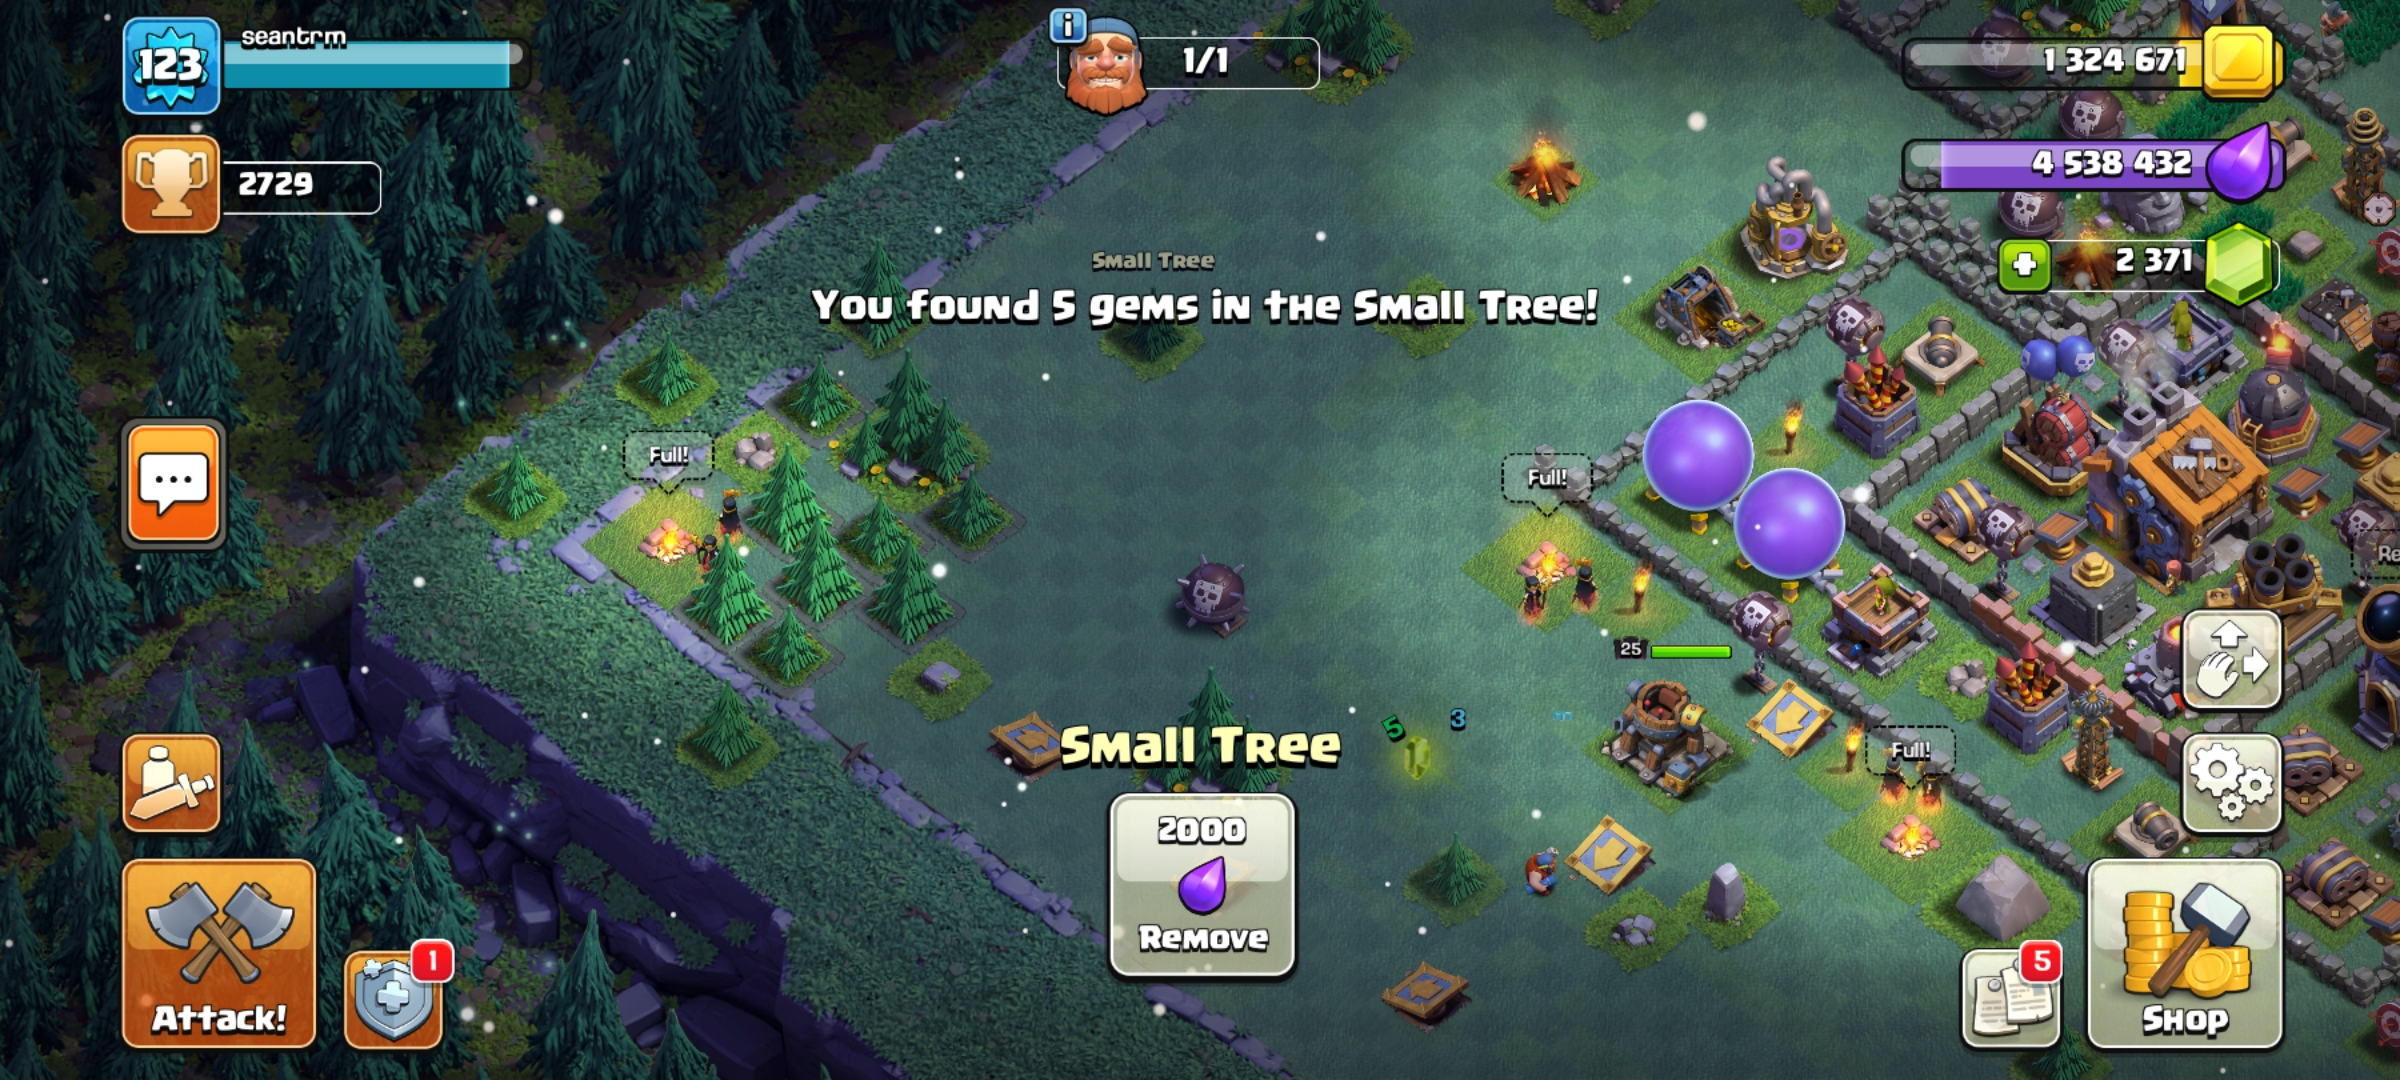 seantrm
123
1/1
1 324 671
2729
4 538 432
2 371
Small Tree
You found 5 gems in the Small Tree!
Full!
Full!
Re
25
5
3
Small Tree
Full!
2000
Remove
1
5
Attack!
Shop